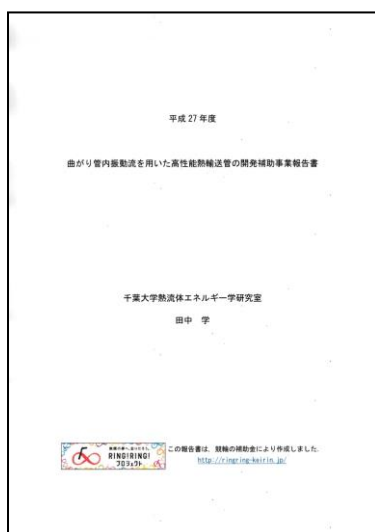 平成 27 年度
曲がり管内振動流を用いた高性能熱輸送管の開発補助事業報告書
千葉大学熱流体エネルギー学研究室
田中 学
RING!RING!
プロジェクト
この報告書は、競輪の補助金により作成しました.
http://ringring-keirin.jp/